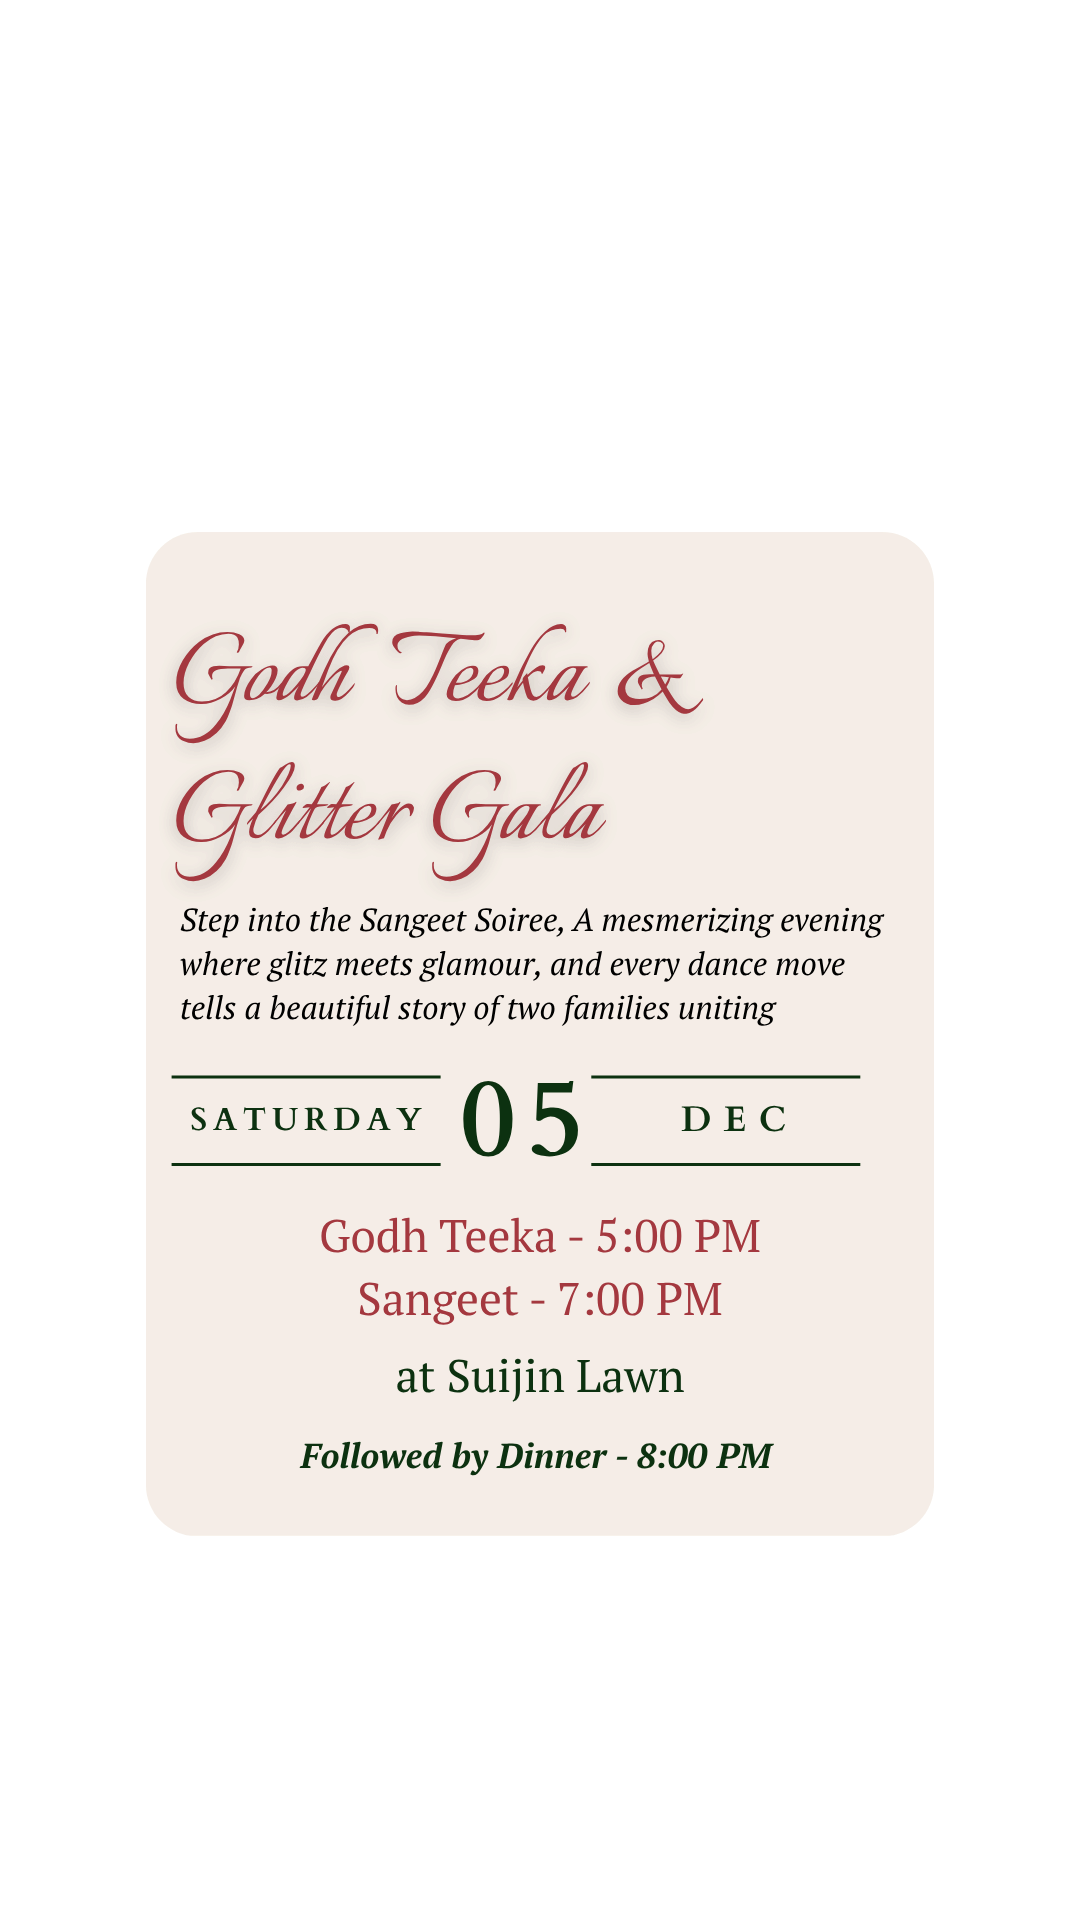 Godh Teeka &
Glitter Gala
Step into the Sangeet Soiree, A mesmerizing evening
where glitz meets glamour, and every dance move
tells a beautiful story of two families uniting
SATURDAY 05 DEC
Godh Teeka - 5:00 PM
Sangeet - 7:00 PM
at Suijin Lawn
Followed by Dinner - 8:00 PM